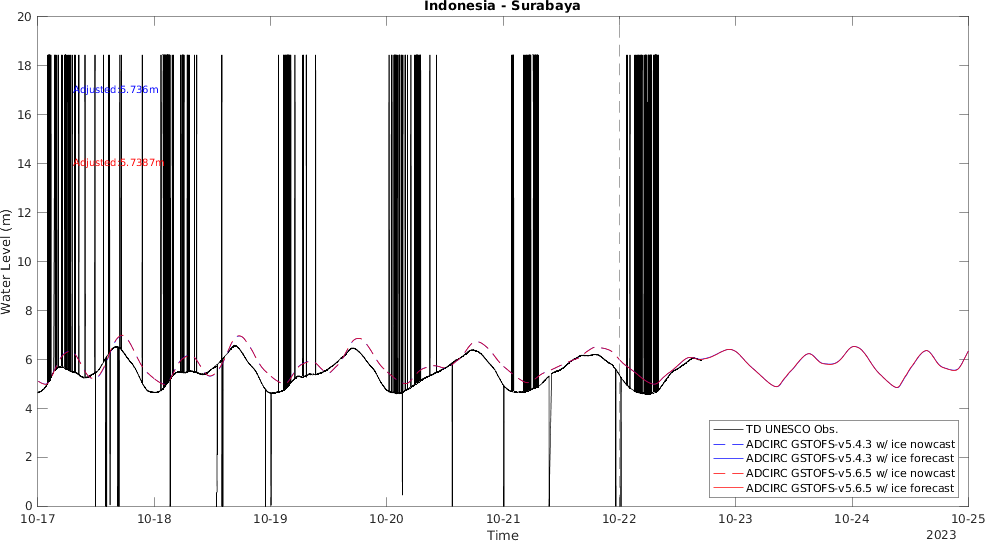 Indonesia - Surabaya
20
18
16
14
12
10
8
6
4
2
0
Water Level (m)
Adjusted:5.736m
Adjusted:5.7387m
TD UNESCO Obs.
ADCIRC GSTOFS-v5.4.3 w/ ice nowcast
ADCIRC GSTOFS-v5.4.3 w/ ice forecast
ADCIRC GSTOFS-v5.6.5 w/ ice nowcast
ADCIRC GSTOFS-v5.6.5 w/ ice forecast
10-17 10-18 10-19 10-20 10-21 10-22 10-23 10-24 10-25
Time
2023